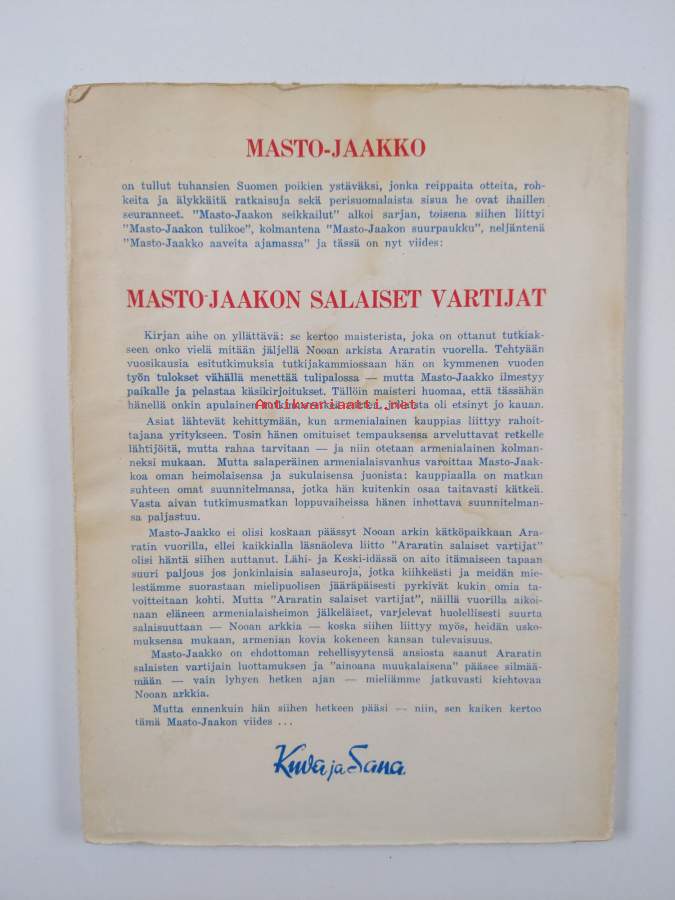 MASTO-JAAKKO
on tullut tuhansien Suomen poikien ystäväksi, jonka reippaita otteita, roh-
keita ja älykkäitä ratkaisuja sekä perisuomalaista sisua he ovat ihaillen
seuranneet. "Masto-Jaakon seikkailut" alkoi sarjan, toisena siihen liittyi
"Masto-Jaakon tulikoe", kolmantena "Masto-Jaakon suurpaukku", neljäntenä
"Masto-Jaakko aaveita ajamassa" ja tässä on nyt viides:
MASTO-JAAKON SALAISET VARTIJAT
Kirjan aihe on yllättävä: se kertoo maisterista, joka on ottanut tutkiak-
seen onko vielä mitään jäljellä Nooan arkista Araratin vuorella. Tehtyään
vuosikausia esitutkimuksia tutkijakammiossaan hän on kymmenen vuoden
työn tulokset vähällä menettää tulipalossa — mutta Masto-Jaakko ilmestyy
paikalle ja pelastaa käsikirjoitukset. Tällöin maisteri huomaa, että tässähän
hänellä onkin apulainen oli etsinyt jo kauan.
Antikvariaatti.net
Asiat lähtevät kehittymään, kun armenialainen kauppias liittyy rahoit-
tajana yritykseen. Tosin hänen omituiset tempauksensa arveluttavat retkelle
lähtijöitä, mutta rahaa tarvitaan — ja niin otetaan armenialainen kolman-
neksi mukaan. Mutta salaperäinen armenialaisvanhus varoittaa Masto-Jaak-
koa oman heimolaisensa ja sukulaisensa juonista: kauppiaalla on matkan
suhteen omat suunnitelmansa, jotka hän kuitenkin osaa taitavasti kätkeä.
Vasta aivan tutkimusmatkan loppuvaiheissa hänen inhottava suunnitelman-
sa paljastuu.
Masto-Jaakko ei olisi koskaan päässyt Nooan arkin kätköpaikkaan Ara-
ratin vuorilla, ellei kaikkialla läsnäoleva liitto "Araratin salaiset vartijat"
olisi häntä siihen auttanut. Lähi- ja Keski-idässä on aito itämaiseen tapaan
suuri paljous jos jonkinlaisia salaseuroja, jotka kiihkeästi ja meidän mie-
lestämme suorastaan mielipuolisen jääräpäisesti pyrkivät kukin omia ta-
voitteitaan kohti. Mutta "Araratin salaiset vartijat", näillä vuorilla aikoi-
naan eläneen armenialaisheimon jälkeläiset, varjelevat huolellisesti suurta
salaisuuttaan — Nooan arkkia — koska siihen liittyy myös, heidän usko-
muksensa mukaan, armenian kovia kokeneen kansan tulevaisuus.
Masto-Jaakko on ehdottoman rehellisyytensä ansiosta saanut Araratin
salaisten vartijain luottamuksen ja "ainoana muukalaisena" pääsee silmää-
mään — vain lyhyen hetken ajan — mieliämme jatkuvasti kiehtovaa
Nooan arkkia.
Mutta ennenkuin hän siihen hetkeen pääsi — niin, sen kaiken kertoo
tämä Masto-Jaakon viides ...
Kuva ja Sana